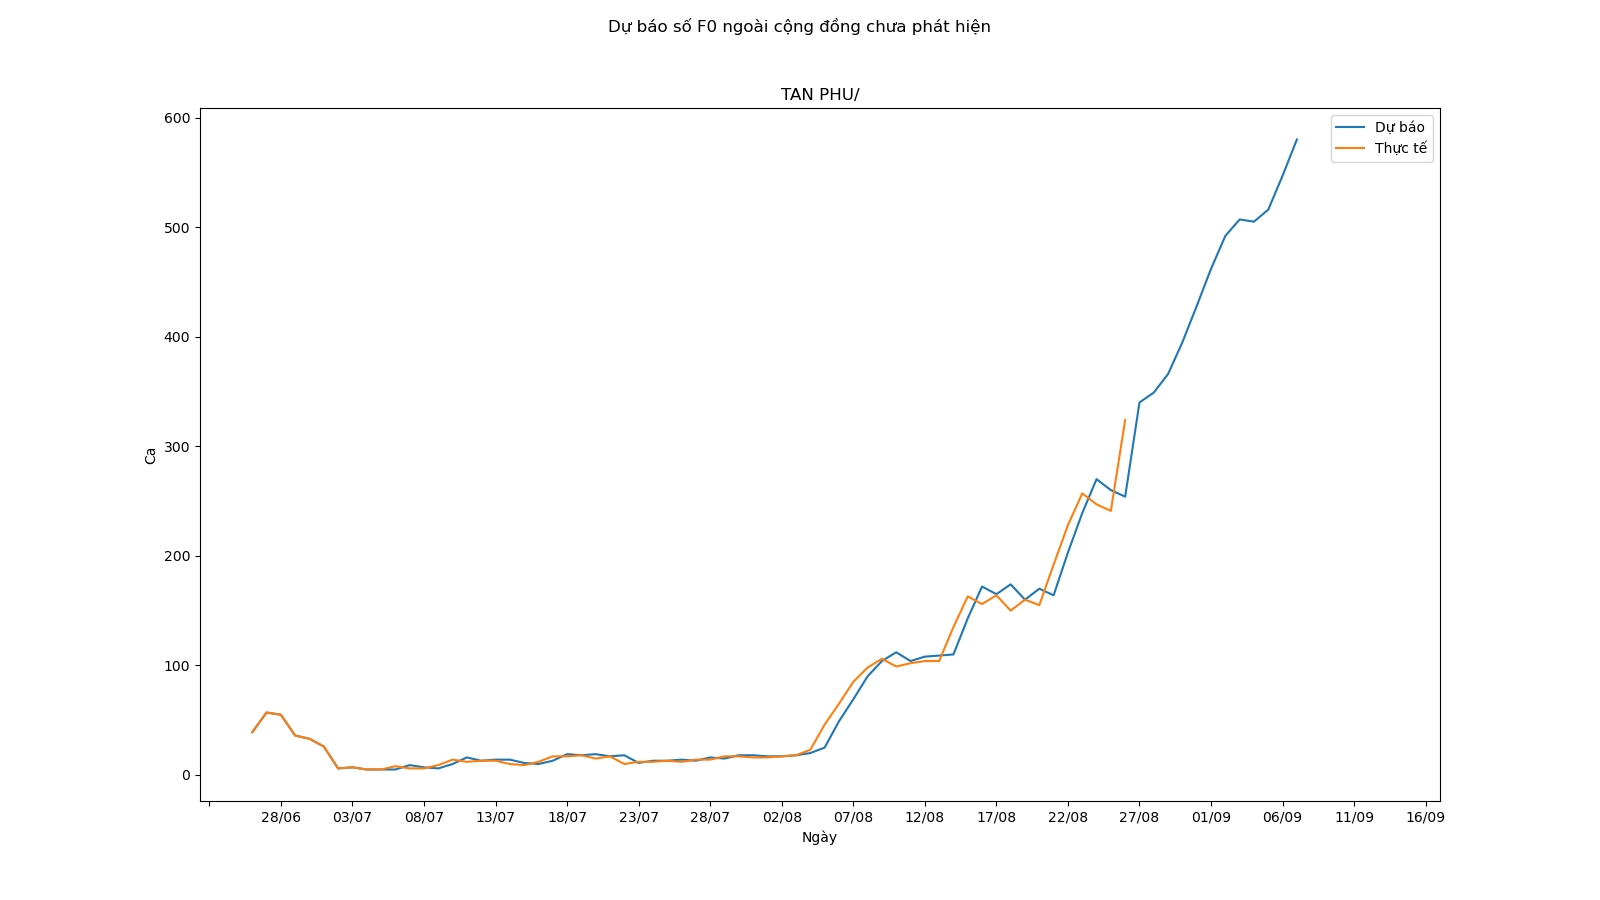 Dự báo số F0 ngoài cộng đồng chưa phát hiện
TAN PHU/
Dự báo
Thực tế
600
500
400
300
200
100
0
Ca
28/06 03/07 08/07 13/07 18/07 23/07 28/07 02/08 07/08 12/08 17/08 22/08 27/08 01/09 06/09 11/09 16/09
Ngày